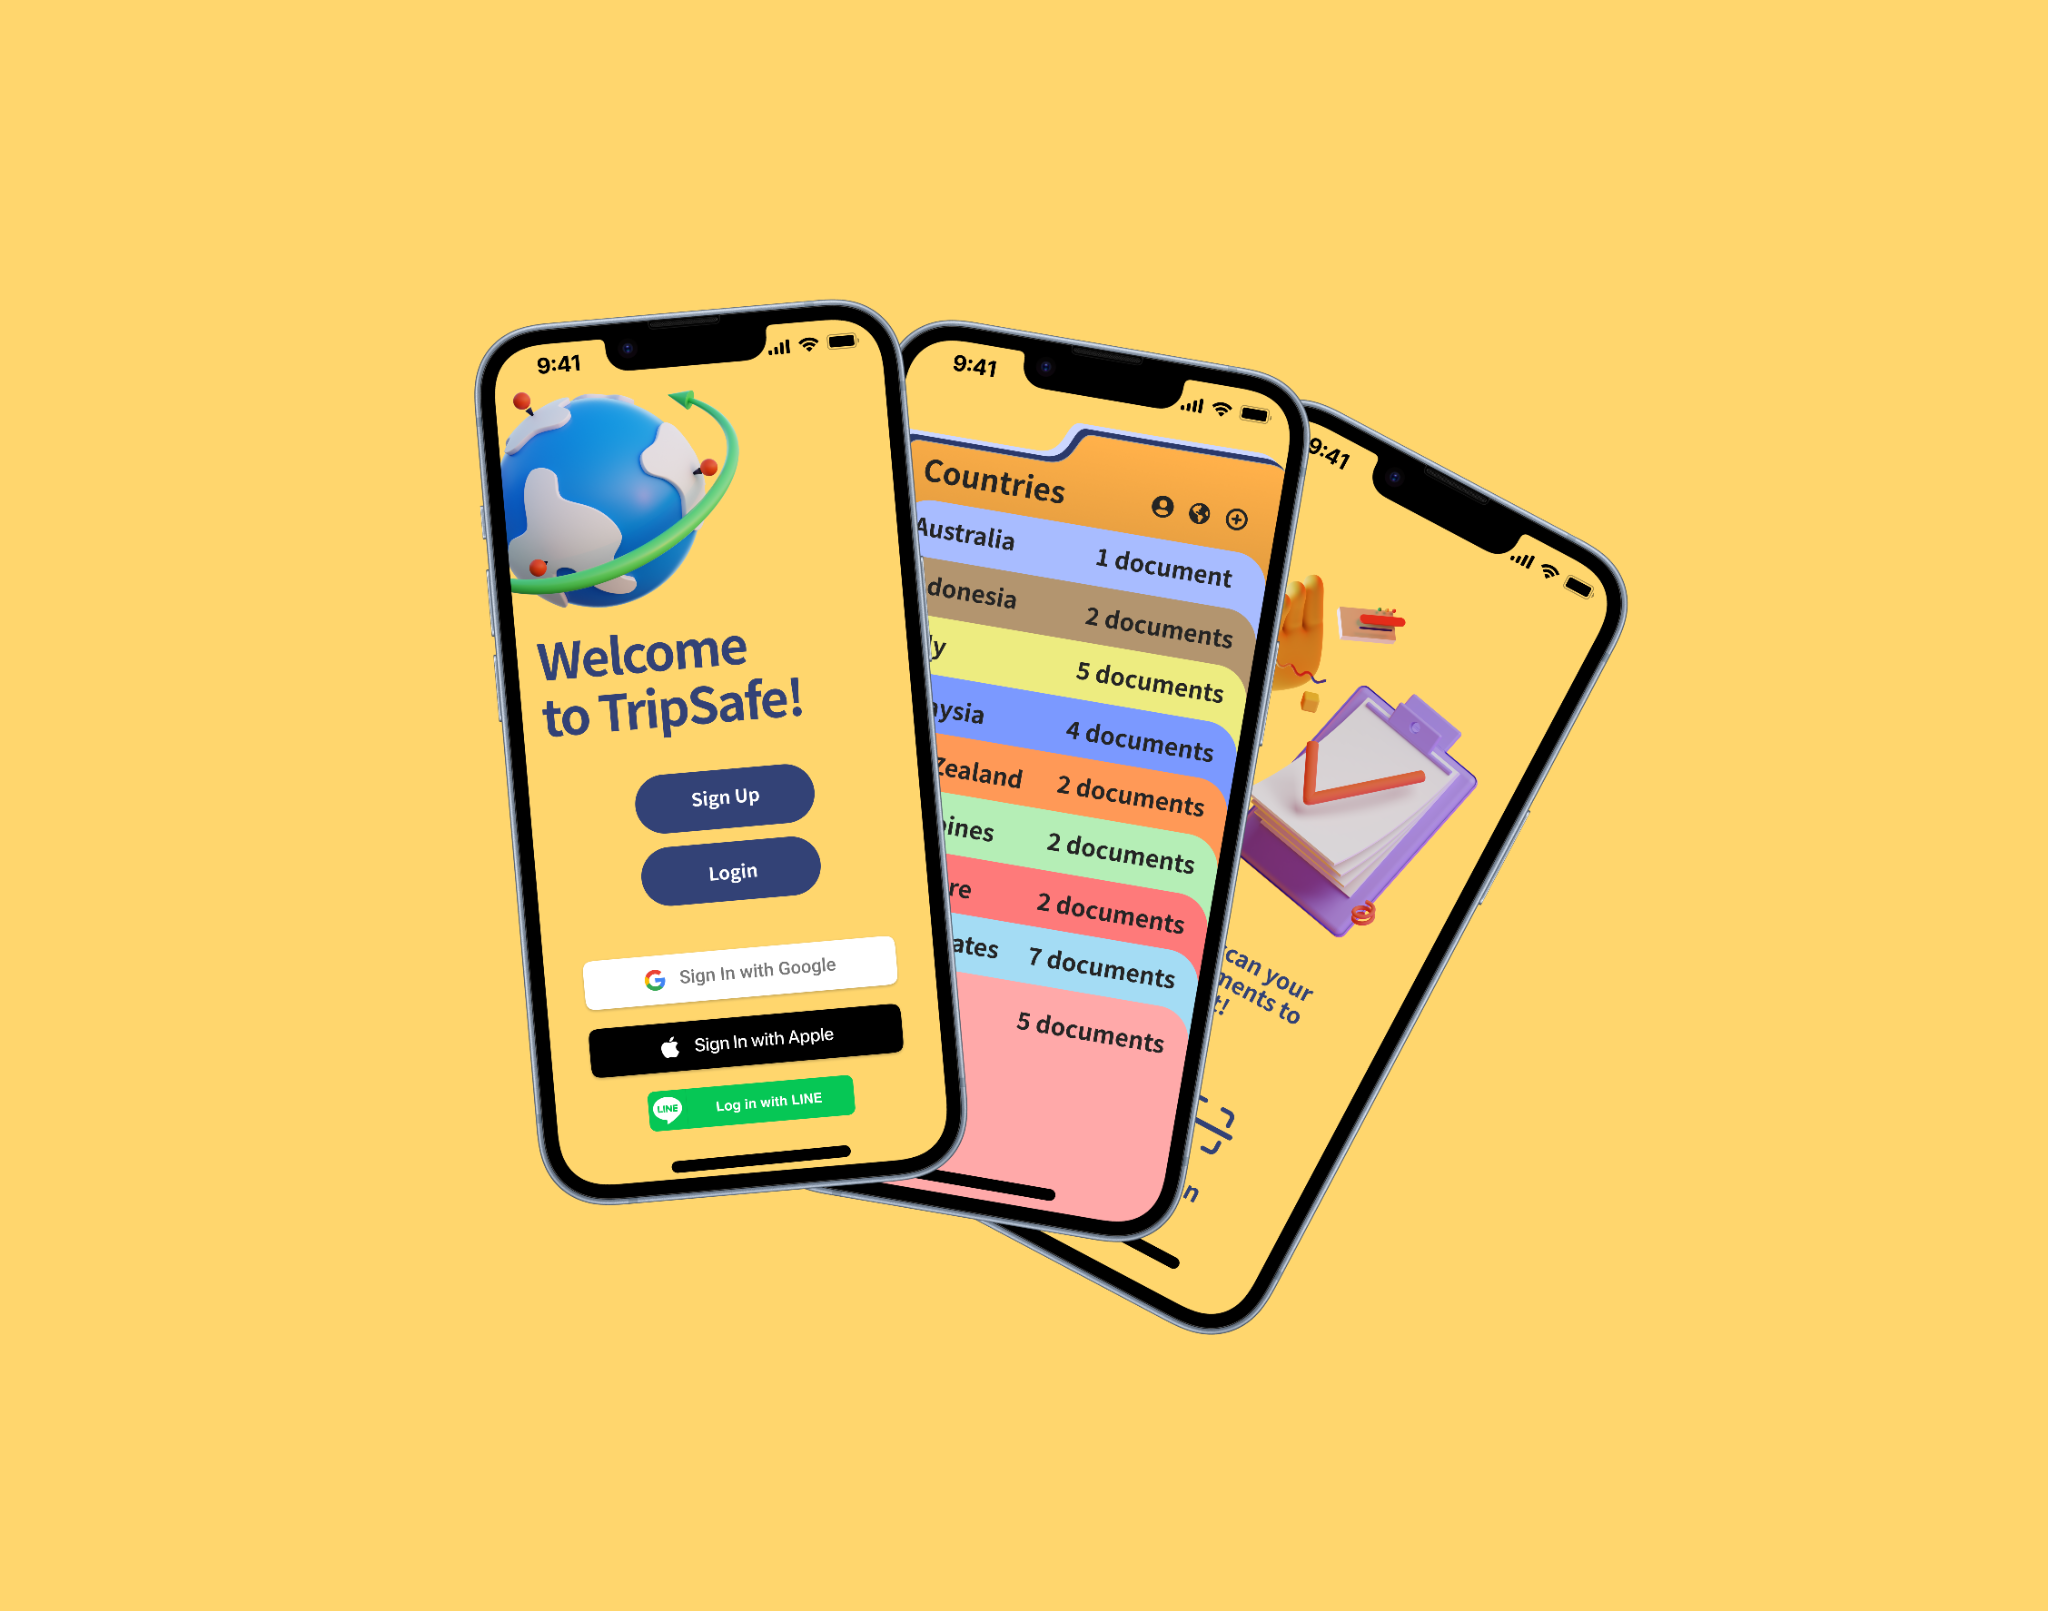 9:41
Welcome
to TripSafe!
Sign Up
Login
Sign In with Google
Sign In with Apple
LINE Log in with LINE
9:41
Countries
Australia 1 document
donesia 2 documents
ly 5 documents
aysia 4 documents
Zealand 2 documents
pines 2 documents
re 2 documents
ates 7 documents
5 documents
9:41
can your
ments to
t!
n